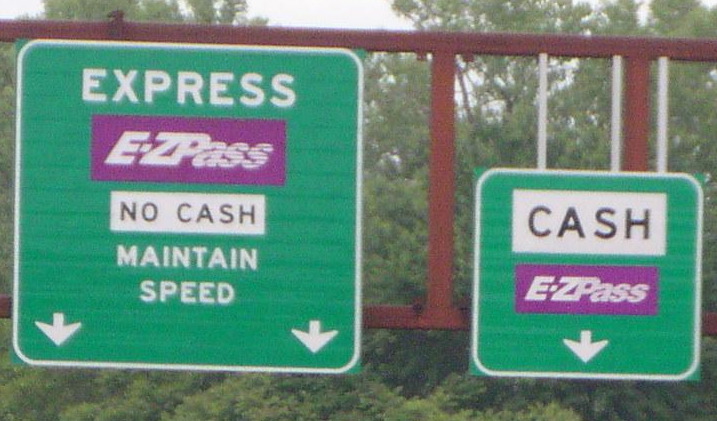 EXPRESS
E-ZPass
NO CASH
MAINTAIN
SPEED
CASH
E-ZPass